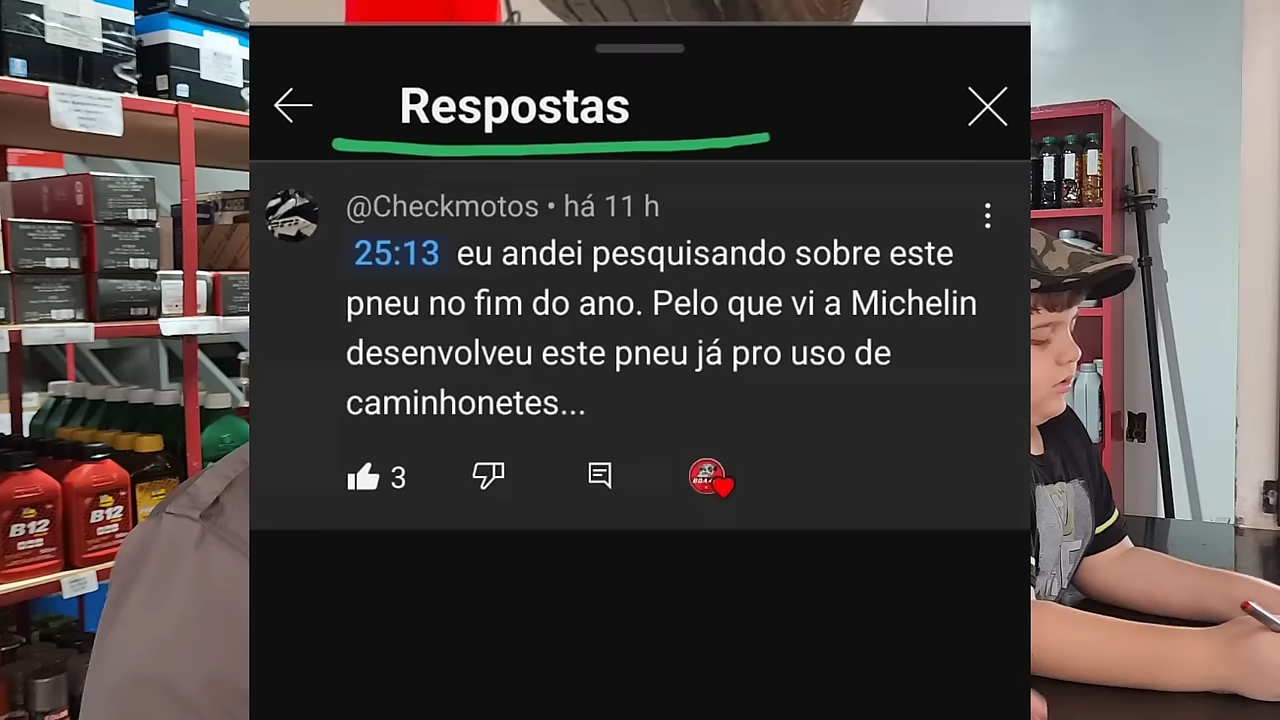 Respostas
@Checkmotos • há 11 h
25:13 eu andei pesquisando sobre este
pneu no fim do ano. Pelo que vi a Michelin
desenvolveu este pneu já pro uso de
caminhonetes...
3
B12
B12